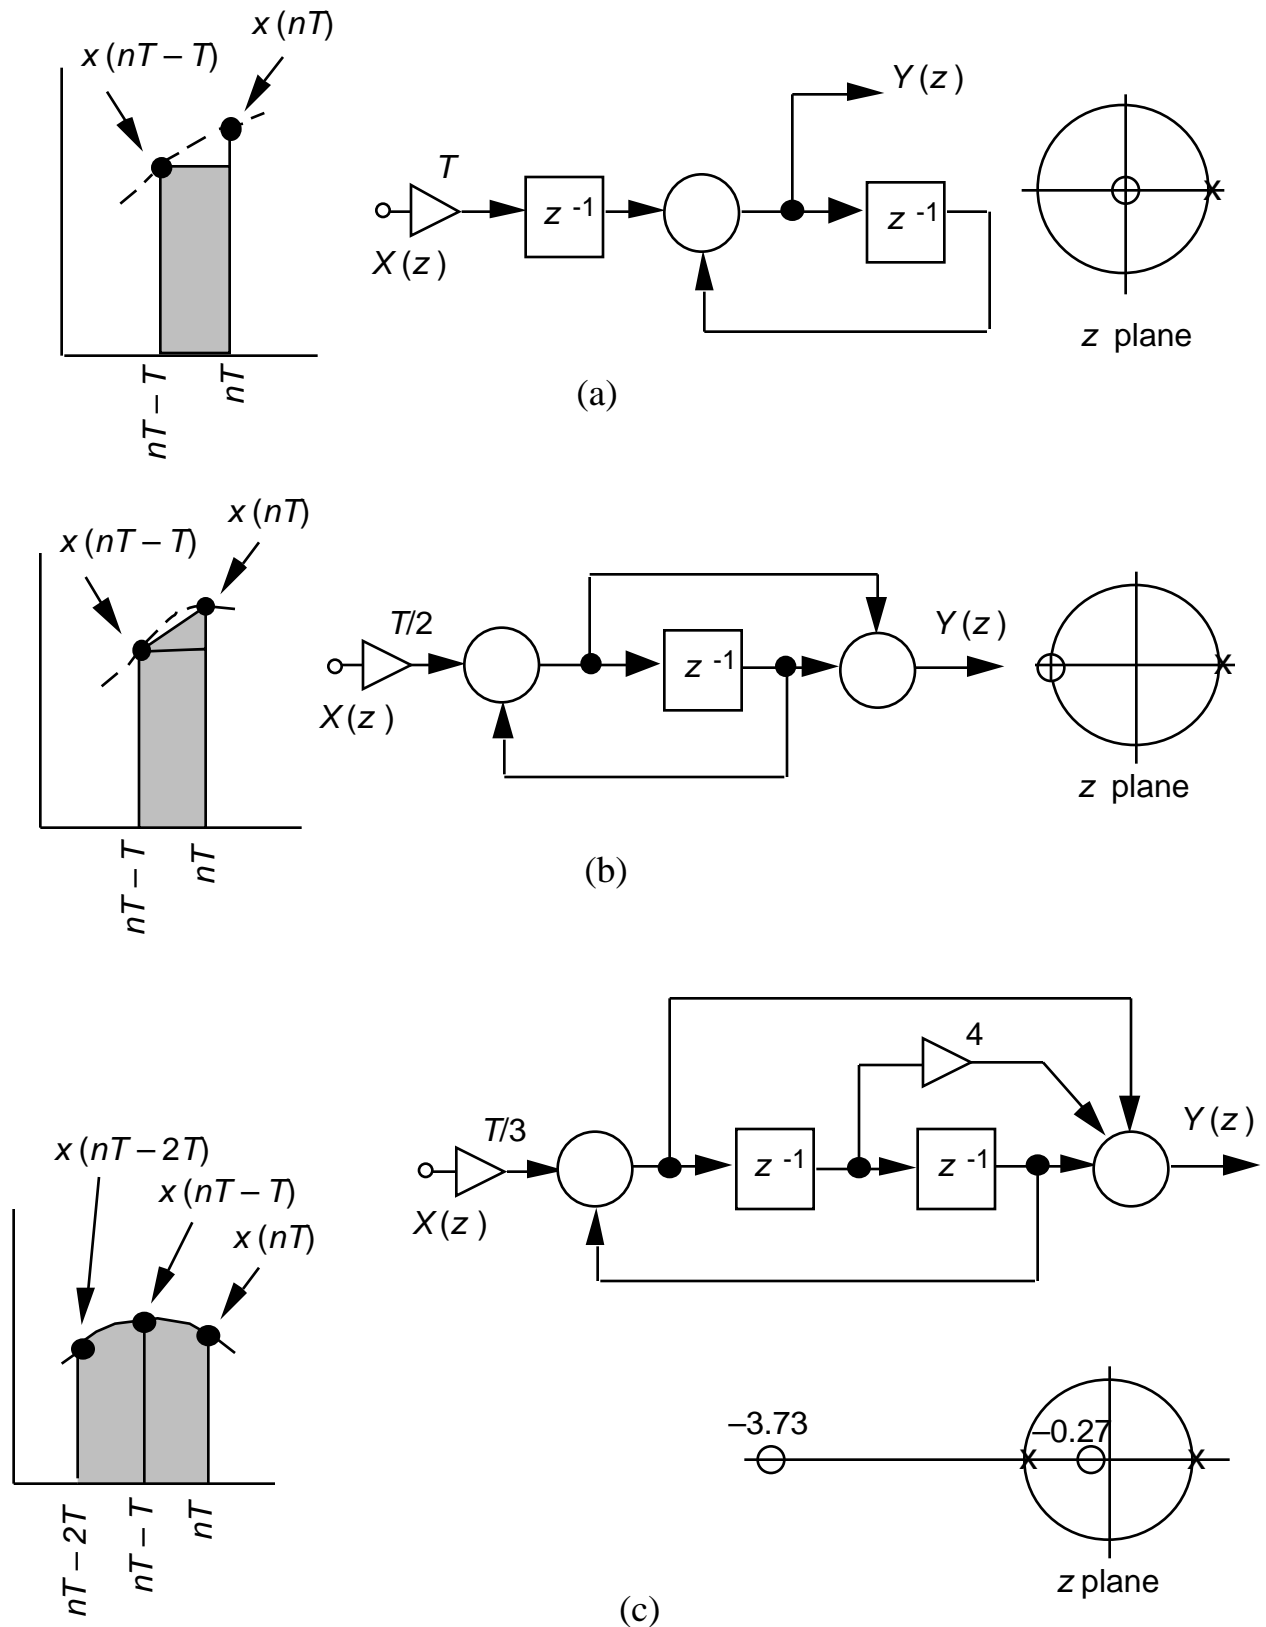 x(nT)
x(nT – T)
Y(z)
T
z -1
z -1
X(z)
x
z plane
nT – T
nT
(a)
x(nT)
x(nT – T)
T/2
Y(z)
z -1
X(z)
x
z plane
nT – T
nT
(b)
4
T/3
Y(z)
x(nT – 2T)
z -1
z -1
x(nT – T)
X(z)
x(nT)
–3.73
–0.27
x
x
nT – 2T
nT – T
nT
z plane
(c)